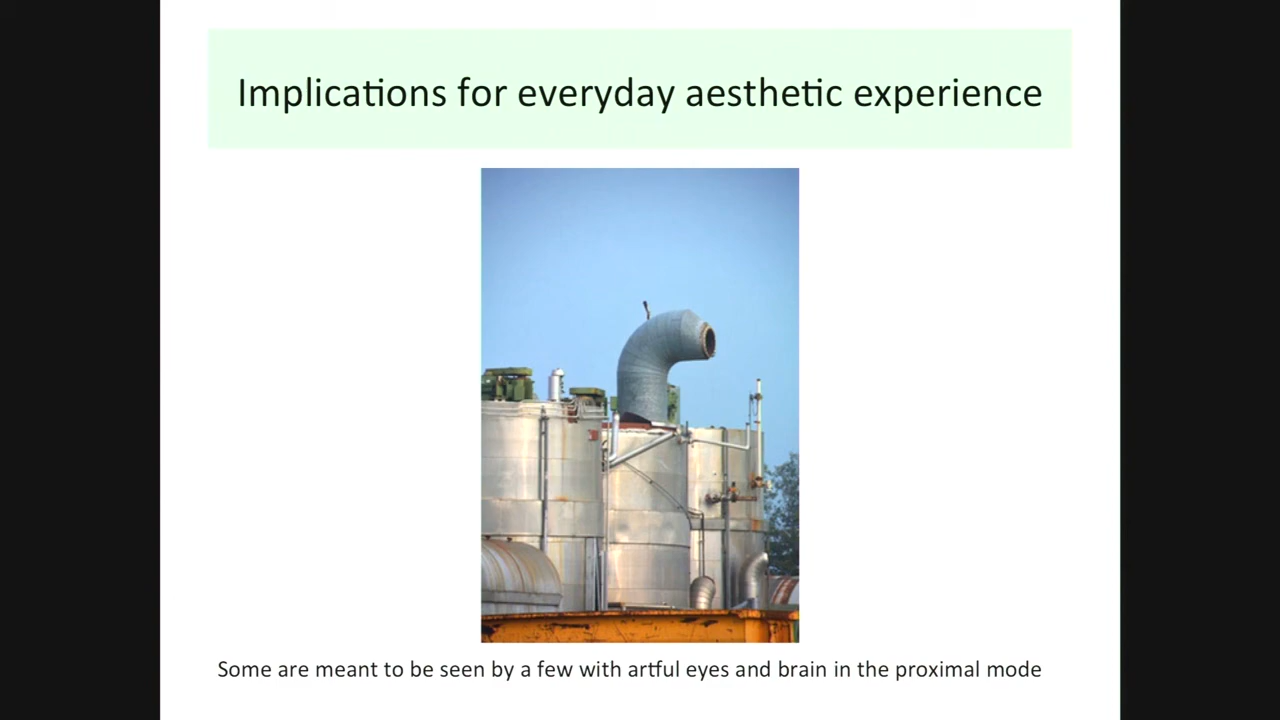 Implications for everyday aesthetic experience
Some are meant to be seen by a few with artful eyes and brain in the proximal mode